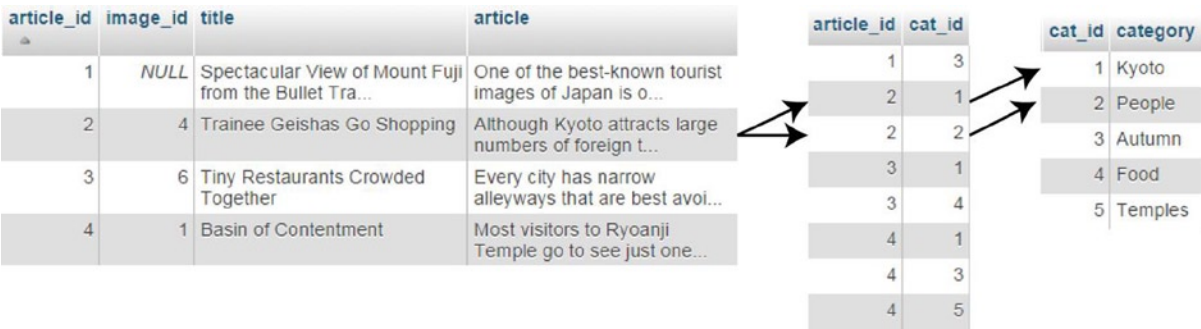 article_id image_id title article
1 NULL Spectacular View of Mount Fuji One of the best-known tourist
from the Bullet Tra... images of Japan is o...
2 4 Trainee Geishas Go Shopping Although Kyoto attracts large
numbers of foreign t...
3 6 Tiny Restaurants Crowded Every city has narrow
Together alleyways that are best avoi...
4 1 Basin of Contentment Most visitors to Ryoanji
Temple go to see just one...
article_id cat_id
1 3
2 1
2 2
3 1
3 4
4 1
4 3
4 5
cat_id category
1 Kyoto
2 People
3 Autumn
4 Food
5 Temples